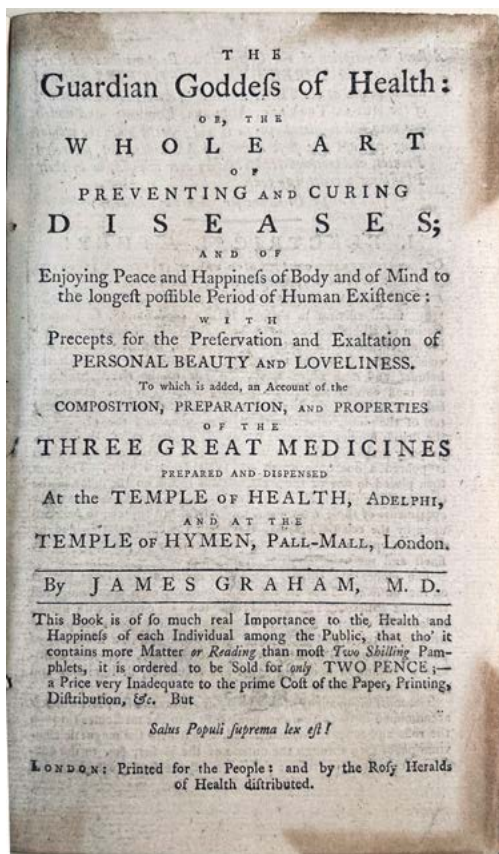 THE
Guardian Goddeſs of Health:
OR, THE
WHOLE ART
OF
PREVENTING AND CURING
DISEASES;
AND OF
Enjoying Peace and Happineſs of Body and of Mind to
the longeſt poſſible Period of Human Exiſtence:
WITH
Precepts for the Preſervation and Exaltation of
PERSONAL BEAUTY AND LOVELINESS.
To which is added, an Account of the
COMPOSITION, PREPARATION, AND PROPERTIES
OF THE
THREE GREAT MEDICINES
PREPARED AND DISPENSED
At the TEMPLE OF HEALTH, ADELPHI,
AND AT THE
TEMPLE OF HYMEN, PALL-MALL, London.
By JAMES GRAHAM, M. D.
This Book is of ſo much real Importance to the Health and
Happineſs of each Individual among the Public, that tho' it
contains more Matter or Reading than moſt Two Shilling Pam-
phlets, it is ordered to be Sold for only TWO PENCE;—
a Price very Inadequate to the prime Coſt of the Paper, Printing,
Diſtribution, &c. But
Salus Populi ſuprema lex eſt!
LONDON: Printed for the People: and by the Roſy Heralds
of Health diſtributed.